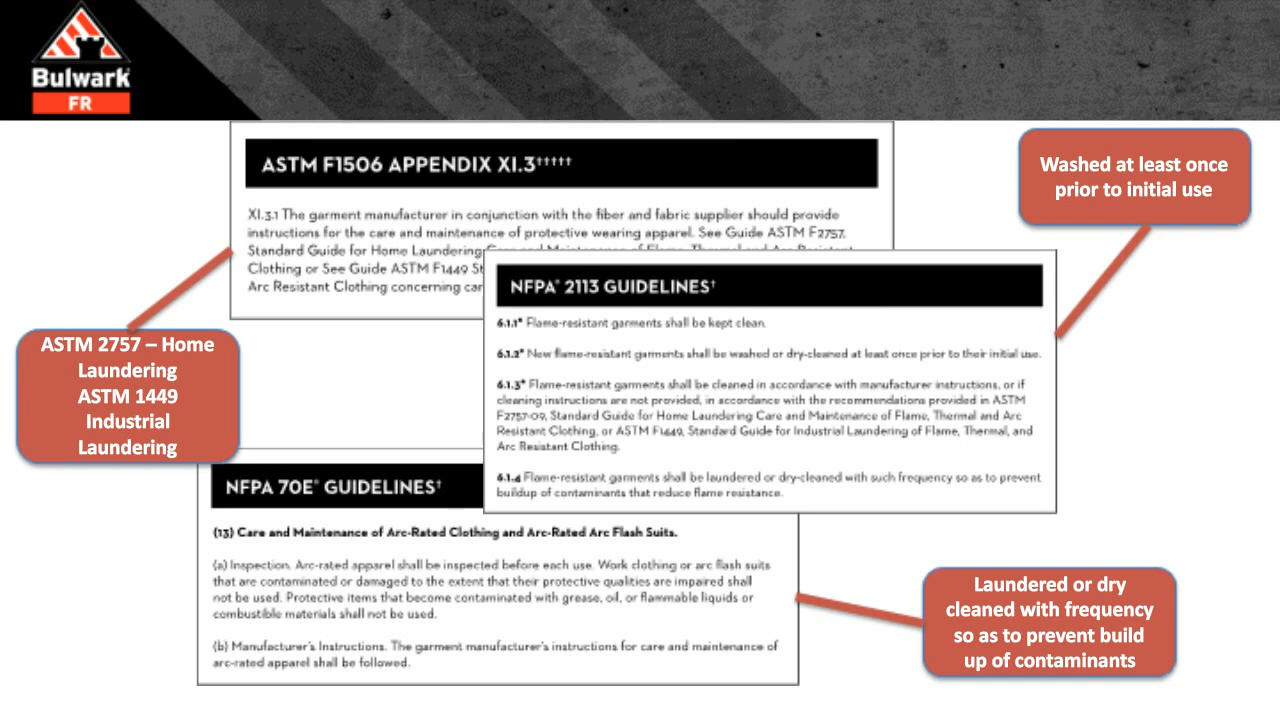 Bulwark
FR
ASTM F1506 APPENDIX X1.3†††††
X1.3.1 The garment manufacturer in conjunction with the fiber and fabric supplier should provide
instructions for the care and maintenance of protective wearing apparel. See Guide ASTM F2757,
Standard Guide for Home Laundering Care and Maintenance of Flame, Thermal and Arc Resistant
Clothing or See Guide ASTM F1449 St
Arc Resistant Clothing concerning car
Washed at least once
prior to initial use
NFPA® 2113 GUIDELINES†
6.1.1* Flame-resistant garments shall be kept clean.
6.1.2* New flame-resistant garments shall be washed or dry-cleaned at least once prior to their initial use.
6.1.3* Flame-resistant garments shall be cleaned in accordance with manufacturer instructions, or if
cleaning instructions are not provided, in accordance with the recommendations provided in ASTM
F2757-09, Standard Guide for Home Laundering Care and Maintenance of Flame, Thermal and Arc
Resistant Clothing, or ASTM F1449, Standard Guide for Industrial Laundering of Flame, Thermal, and
Arc Resistant Clothing.
6.1.4 Flame-resistant garments shall be laundered or dry-cleaned with such frequency so as to prevent
buildup of contaminants that reduce flame resistance.
ASTM 2757 – Home
Laundering
ASTM 1449
Industrial
Laundering
NFPA 70E® GUIDELINES†
(13) Care and Maintenance of Arc-Rated Clothing and Arc-Rated Arc Flash Suits.
(a) Inspection. Arc-rated apparel shall be inspected before each use. Work clothing or arc flash suits
that are contaminated or damaged to the extent that their protective qualities are impaired shall
not be used. Protective items that become contaminated with grease, oil, or flammable liquids or
combustible materials shall not be used.
(b) Manufacturer's Instructions. The garment manufacturer's instructions for care and maintenance of
arc-rated apparel shall be followed.
Laundered or dry
cleaned with frequency
so as to prevent build
up of contaminants